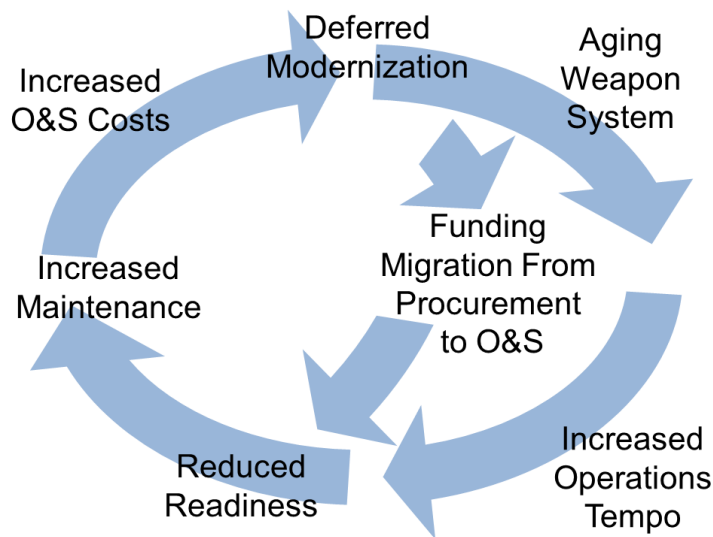 Deferred
Modernization
Aging
Weapon
System
Increased
O&S Costs
Funding
Migration From
Procurement
to O&S
Increased
Maintenance
Increased
Operations
Tempo
Reduced
Readiness